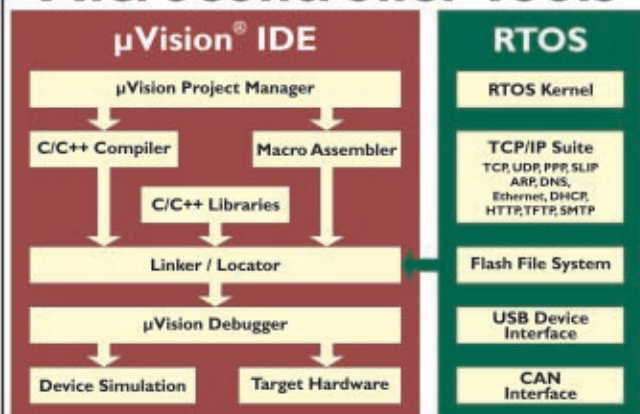 Microcontroller Tools
µVision® IDE
µVision Project Manager
C/C++ Compiler
Macro Assembler
C/C++ Libraries
Linker / Locator
µVision Debugger
Device Simulation
Target Hardware
RTOS
RTOS Kernel
TCP/IP Suite
TCP, UDP, PPP, SLIP
ARP, DNS,
Ethernet, DHCP,
HTTP, TFTP, SMTP
Flash File System
USB Device
Interface
CAN
Interface